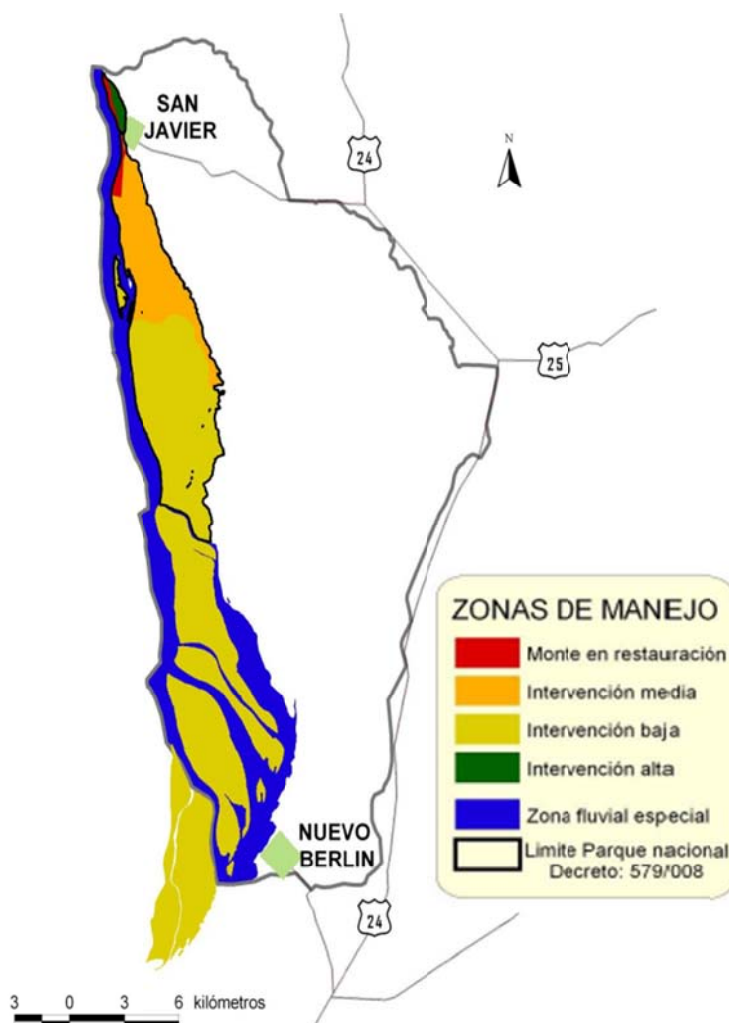 SAN
JAVIER
24
N
25
ZONAS DE MANEJO
Monte en restauración
Intervención media
Intervención baja
Intervención alta
Zona fluvial especial
Limite Parque nacional
Decreto: 579/008
NUEVO
BERLIN
24
3 0 3 6 kilómetros